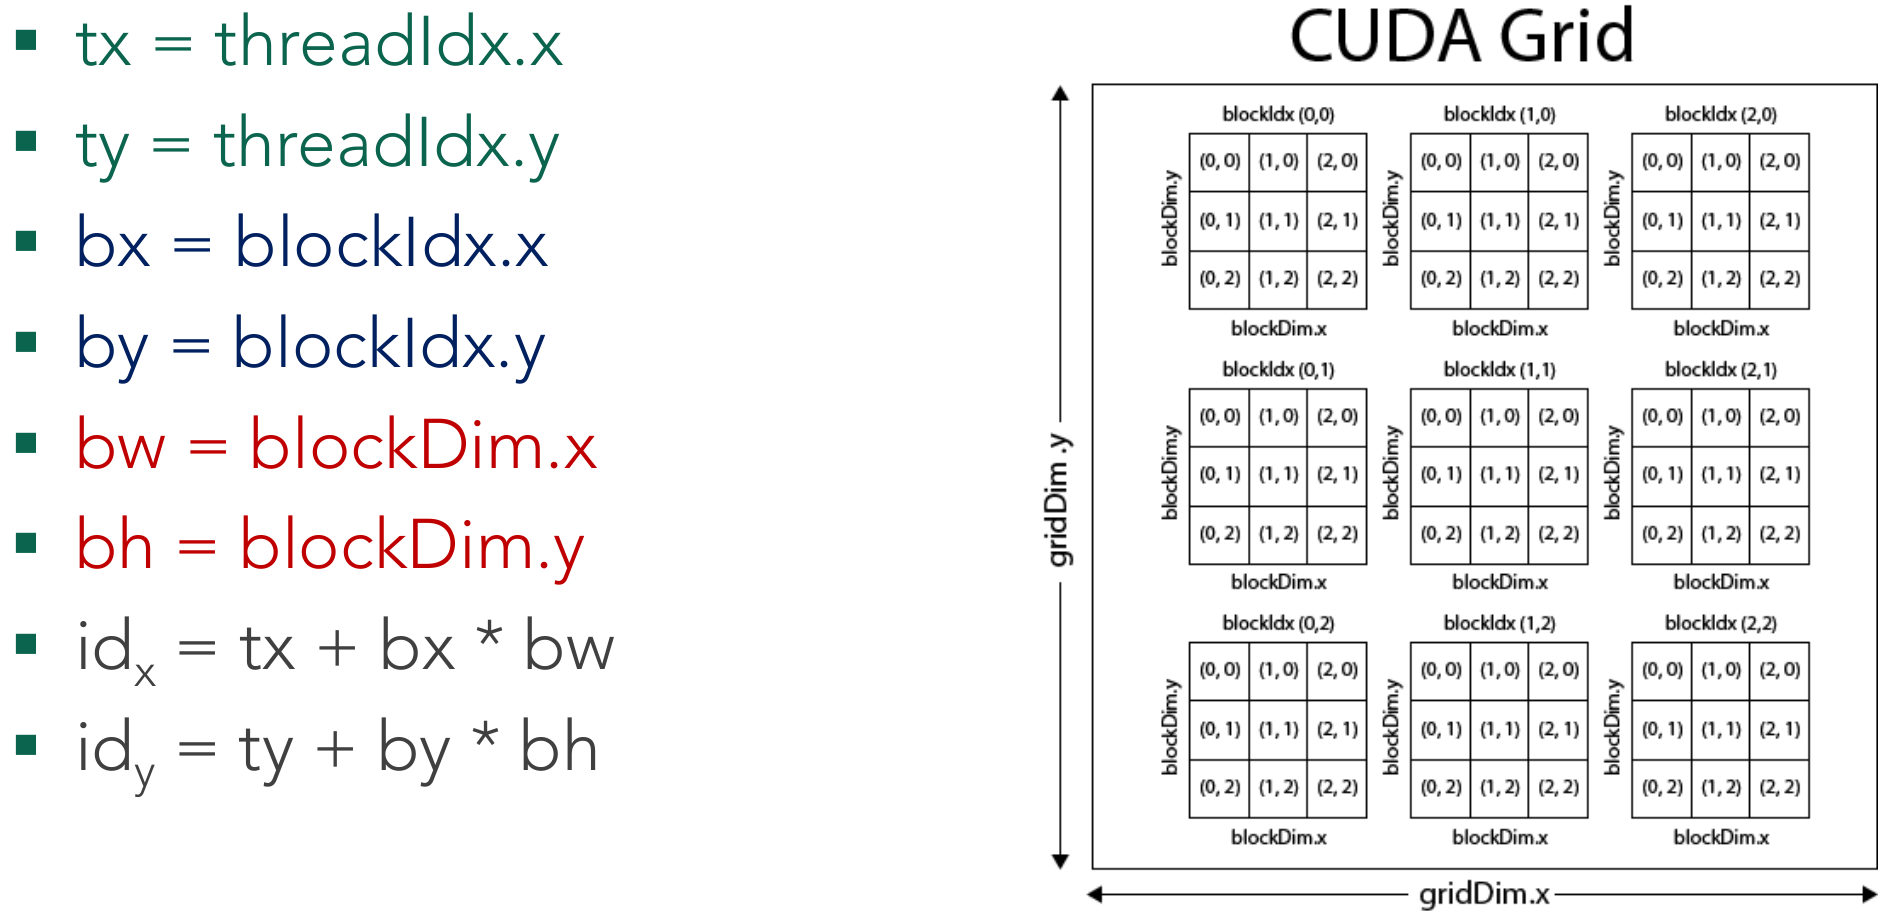 ▪ tx = threadIdx.x
▪ ty = threadIdx.y
▪ bx = blockIdx.x
▪ by = blockIdx.y
▪ bw = blockDim.x
▪ bh = blockDim.y
▪ idx = tx + bx * bw
▪ idy = ty + by * bh
CUDA Grid
blockIdx (0,0) blockIdx (1,0) blockIdx (2,0)
blockDim.y blockDim.y blockDim.y
(0, 0) (1, 0) (2, 0) (0, 0) (1, 0) (2, 0) (0, 0) (1, 0) (2, 0)
(0, 1) (1, 1) (2, 1) (0, 1) (1, 1) (2, 1) (0, 1) (1, 1) (2, 1)
(0, 2) (1, 2) (2, 2) (0, 2) (1, 2) (2, 2) (0, 2) (1, 2) (2, 2)
blockDim.x blockDim.x blockDim.x
blockIdx (0,1) blockIdx (1,1) blockIdx (2,1)
blockDim.y blockDim.y blockDim.y
(0, 0) (1, 0) (2, 0) (0, 0) (1, 0) (2, 0) (0, 0) (1, 0) (2, 0)
(0, 1) (1, 1) (2, 1) (0, 1) (1, 1) (2, 1) (0, 1) (1, 1) (2, 1)
(0, 2) (1, 2) (2, 2) (0, 2) (1, 2) (2, 2) (0, 2) (1, 2) (2, 2)
blockDim.x blockDim.x blockDim.x
blockIdx (0,2) blockIdx (1,2) blockIdx (2,2)
blockDim.y blockDim.y blockDim.y
(0, 0) (1, 0) (2, 0) (0, 0) (1, 0) (2, 0) (0, 0) (1, 0) (2, 0)
(0, 1) (1, 1) (2, 1) (0, 1) (1, 1) (2, 1) (0, 1) (1, 1) (2, 1)
(0, 2) (1, 2) (2, 2) (0, 2) (1, 2) (2, 2) (0, 2) (1, 2) (2, 2)
blockDim.x blockDim.x blockDim.x
gridDim .y
gridDim.x